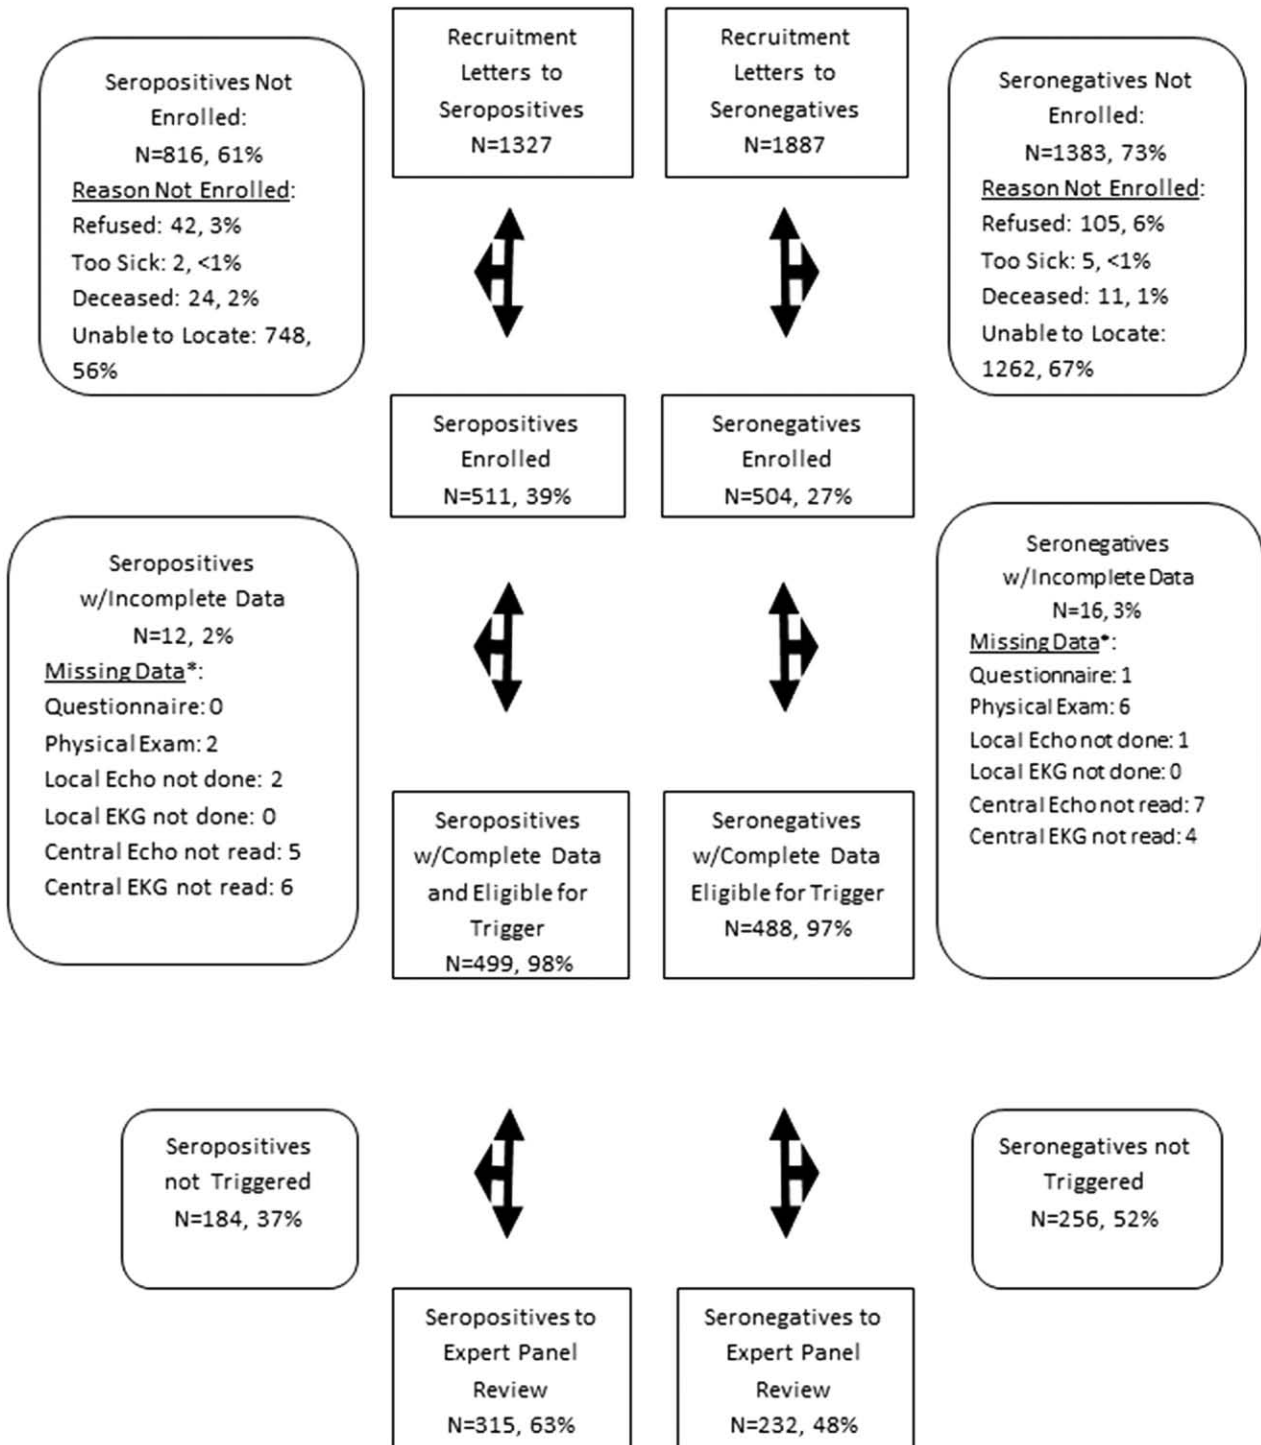 Recruitment
Letters to
Seropositives
N=1327
Recruitment
Letters to
Seronegatives
N=1887
Seropositives Not
Enrolled:
N=816, 61%
Reason Not Enrolled:
Refused: 42, 3%
Too Sick: 2, <1%
Deceased: 24, 2%
Unable to Locate: 748,
56%
Seronegatives Not
Enrolled:
N=1383, 73%
Reason Not Enrolled:
Refused: 105, 6%
Too Sick: 5, <1%
Deceased: 11, 1%
Unable to Locate:
1262, 67%
Seropositives
Enrolled
N=511, 39%
Seronegatives
Enrolled
N=504, 27%
Seropositives
w/Incomplete Data
N=12, 2%
Missing Data*:
Questionnaire: 0
Physical Exam: 2
Local Echo not done: 2
Local EKG not done: 0
Central Echo not read: 5
Central EKG not read: 6
Seronegatives
w/Incomplete Data
N=16, 3%
Missing Data*:
Questionnaire: 1
Physical Exam: 6
Local Echo not done: 1
Local EKG not done: 0
Central Echo not read: 7
Central EKG not read: 4
Seropositives
w/Complete Data
and Eligible for
Trigger
N=499, 98%
Seronegatives
w/Complete Data
Eligible for Trigger
N=488, 97%
Seropositives
not Triggered
N=184, 37%
Seronegatives not
Triggered
N=256, 52%
Seropositives to
Expert Panel
Review
N=315, 63%
Seronegatives to
Expert Panel
Review
N=232, 48%